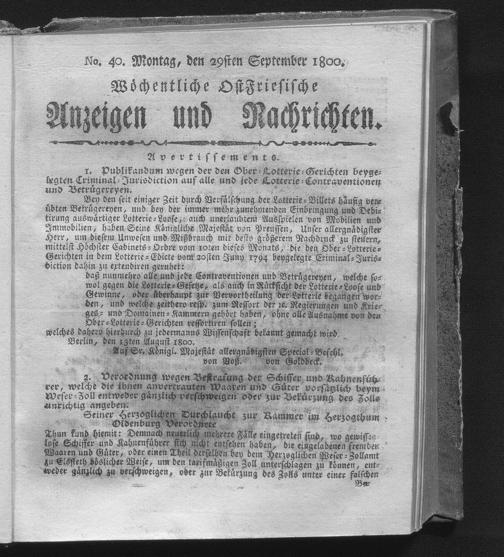 No. 40. Montag, den 29sten September 1800.
Wöchentliche OstFriesische
Anzeigen und Nachrichten.
Avertissements.
1. Publikandum wegen der den Ober-Lotterie-Gerichten beyge-
legten Criminal-Jurisdiction auf alle und jede Lotterie-Contraventionen
und Betrügereyen.
Bey den seit einiger Zeit durch Verfälschung der Lotterie-Billets häufig ver-
übten Betrügereyen, und bey der immer mehr zunehmenden Einbringung und Debi-
tirung auswärtiger Lotterie-Loose, auch unerlaubten Ausspielen von Mobilien und
Immobilien, haben Seine Königliche Majestät von Preussen, Unser allergnädigster
Herr, um diesem Unwesen und Mißbrauch mit desto größerem Nachdruck zu steuern,
mittelst Höchster Cabinets-Ordre vom 10ten dieses Monats, die den Ober-Lotterie-
Gerichten in dem Lotterie-Edicte vom 20sten Juny 1794 beygelegte Criminal-Juris-
diction dahin zu extendiren geruhet:
daß nunmehro alle und jede Contraventionen und Betrügereyen, welche so-
wol gegen die Lotterie-Gesetze, als auch in Rücksicht der Lotterie-Loose und
Gewinne, oder überhaupt zur Vervortheilung der Lotterie begangen wor-
den, und welche zeither resp. zum Ressort der 2c. Regierungen und Krie-
ges- und Domainen-Kammern gehört haben, ohne alle Ausnahme von den
Ober-Lotterie-Gerichten ressortiren sollen;
welches dahero hierdurch zu jedermanns Wissenschaft bekannt gemacht wird.
Berlin, den 13ten August 1800.
Auf Sr. Königl. Majestät allergnädigsten Special-Befehl.
von Voß. von Goldbeck.
2. Verordnung wegen Bestrafung der Schiffer und Kahnenfüh-
rer, welche die ihnen anvertrauten Waaren und Güter vorsätzlich beym
Weser-Zoll entweder gänzlich verschweigen oder zur Bekürzung des Zolls
unrichtig angeben.
Seiner Herzoglichen Durchlaucht zur Kammer im Herzogthum
Oldenburg Verordnete
Thun kund hiemit: Demnach neuerlich mehrere Fälle eingetreten sind, wo gewisse-
lose Schiffer und Kahnenführer sich nicht entsehen haben, die eingeladenen fremden
Waaren und Güter, oder einen Theil derselben bey dem Herzoglichen Weser-Zollamt
zu Elsfleth böslicher Weise, um den tarifmäßigen Zoll unterschlagen zu können, ent-
weder gänzlich zu verschweigen, oder zur Bekürzung des Zolls unter einer falschen
Be-